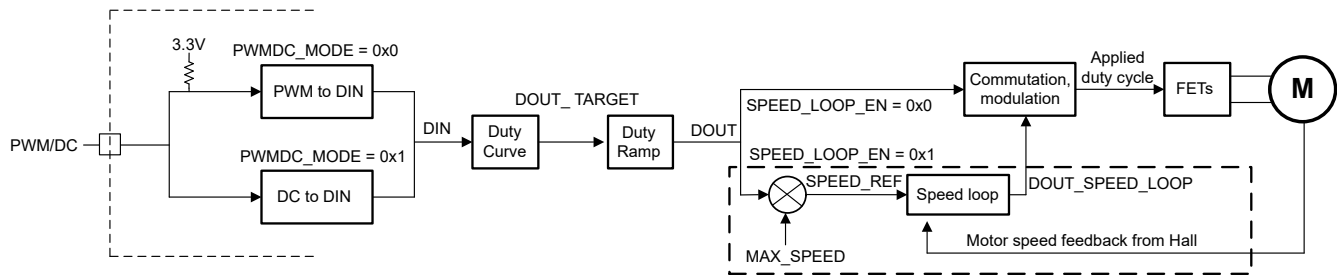 3.3V
PWMDC_MODE = 0x0
PWM to DIN
PWM/DC
PWMDC_MODE = 0x1
DC to DIN
DIN
Duty
Curve
DOUT_ TARGET
Duty
Ramp
DOUT
SPEED_LOOP_EN = 0x0
SPEED_LOOP_EN = 0x1
Commutation,
modulation
Applied
duty cycle
FETs
M
SPEED_REF
Speed loop
DOUT_SPEED_LOOP
MAX_SPEED
Motor speed feedback from Hall